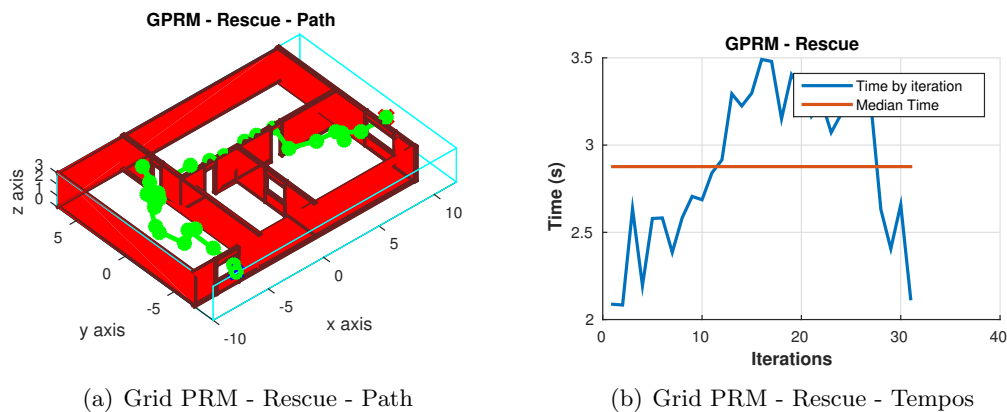 GPRM - Rescue - Path
3
2
1
0
z axis
5
0
-5
y axis
-10
-5
0
5
10
x axis
(a) Grid PRM - Rescue - Path
GPRM - Rescue
3.5
3
2.5
2
Time (s)
Time by iteration
Median Time
0
10
20
30
40
Iterations
(b) Grid PRM - Rescue - Tempos